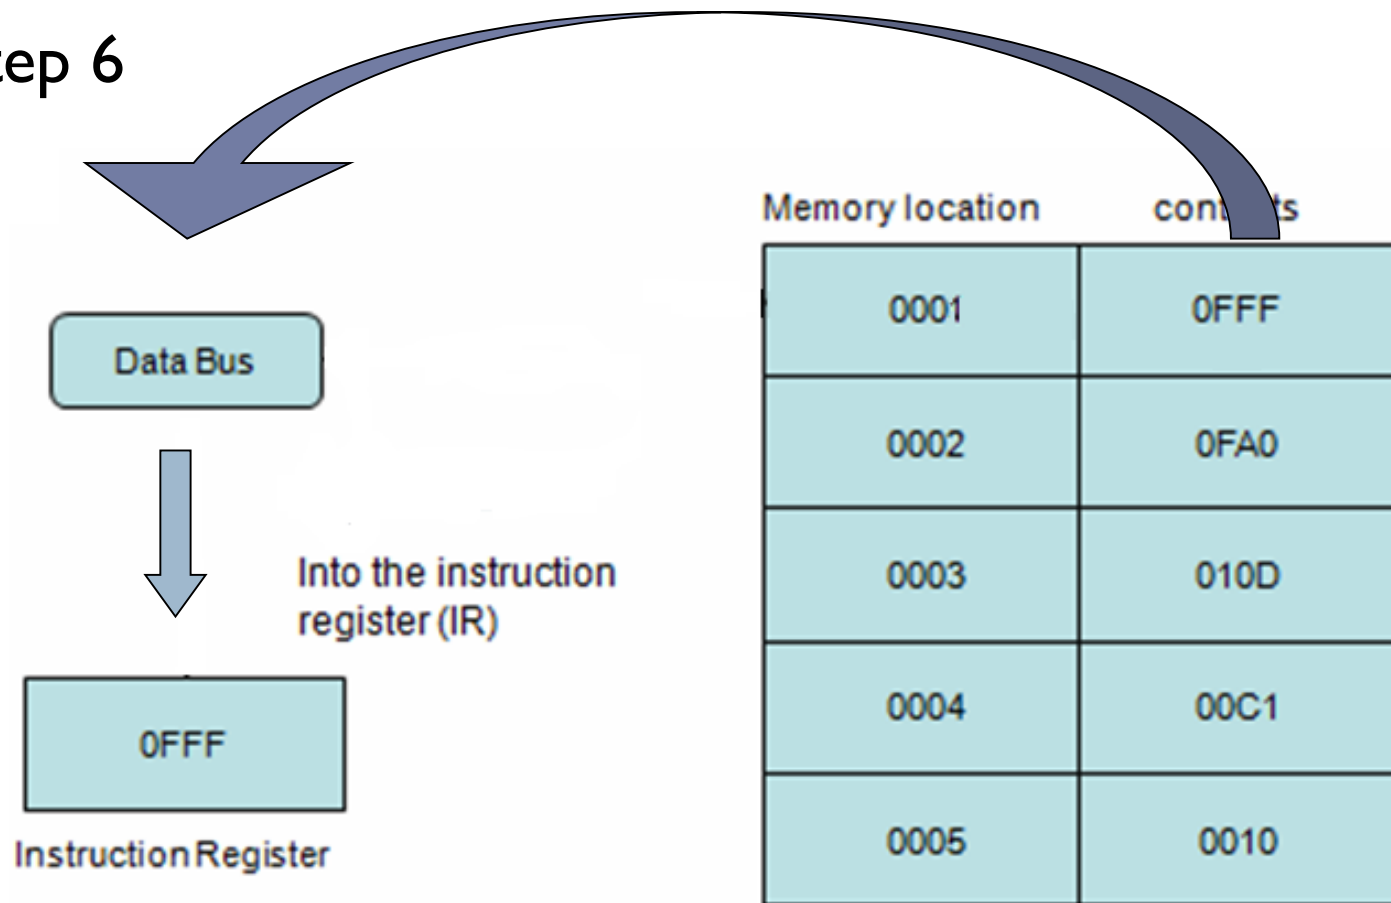 tep 6
Memory location
Data Bus
0001 0FFF
0002 0FA0
0003 010D
0004 00C1
0005 0010
Into the instruction
register (IR)
0FFF
Instruction Register